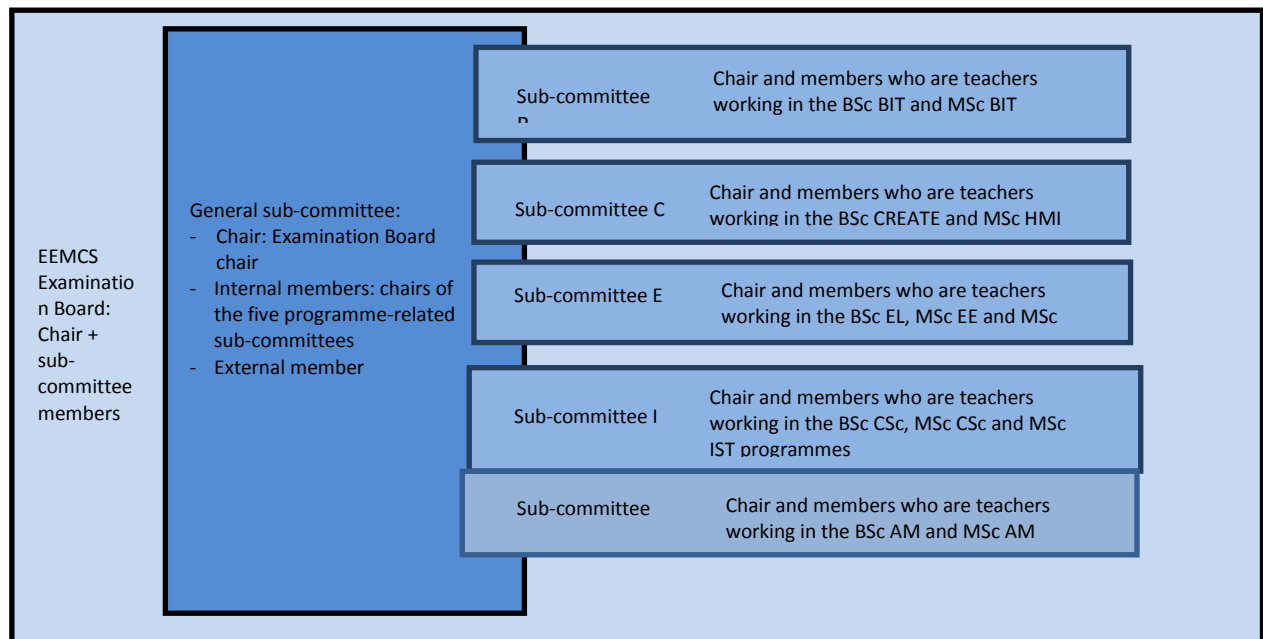 EEMCS
Examinatio
n Board:
Chair +
sub-
committee
members
General sub-committee:
- Chair: Examination Board
chair
- Internal members: chairs of
the five programme-related
sub-committees
- External member
Sub-committee
Chair and members who are teachers
working in the BSc BIT and MSc BIT
Sub-committee C
Chair and members who are teachers
working in the BSc CREATE and MSc HMI
Sub-committee E
Chair and members who are teachers
working in the BSc EL, MSc EE and MSc
Sub-committee I
Chair and members who are teachers
working in the BSc CSc, MSc CSc and MSc
IST programmes
Sub-committee
Chair and members who are teachers
working in the BSc AM and MSc AM